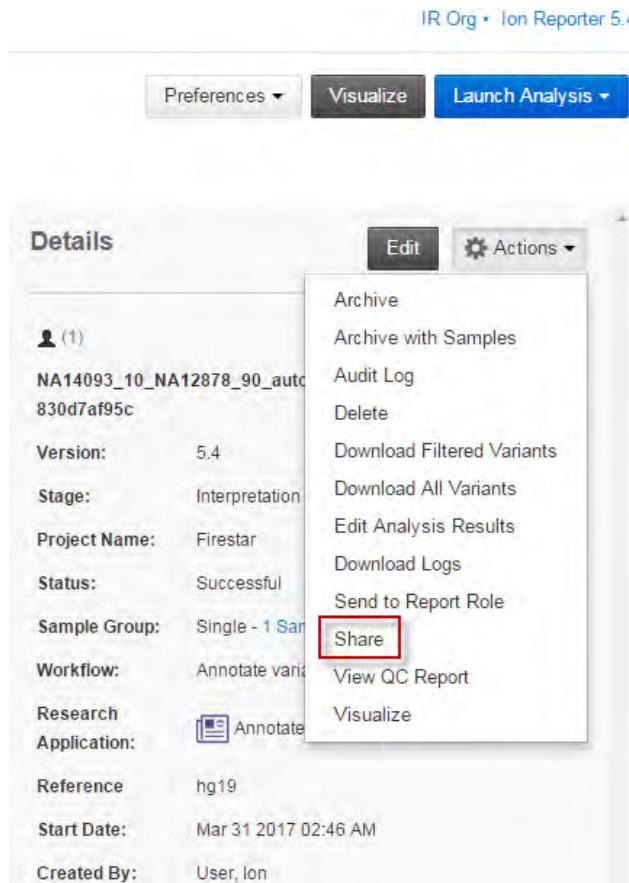 IR Org • Ion Reporter 5.4
Preferences
Visualize
Launch Analysis
Details
Edit
Actions
Archive
Archive with Samples
Audit Log
Delete
Download Filtered Variants
Download All Variants
Edit Analysis Results
Download Logs
Send to Report Role
Share
View QC Report
Visualize
(1)
NA14093_10_NA12878_90_auto
830d7af95c
Version: 5.4
Stage: Interpretation
Project Name: Firestar
Status: Successful
Sample Group: Single - 1 Sam
Workflow: Annotate varia
Research
Application: Annotate
Reference hg19
Start Date: Mar 31 2017 02:46 AM
Created By: User, Ion